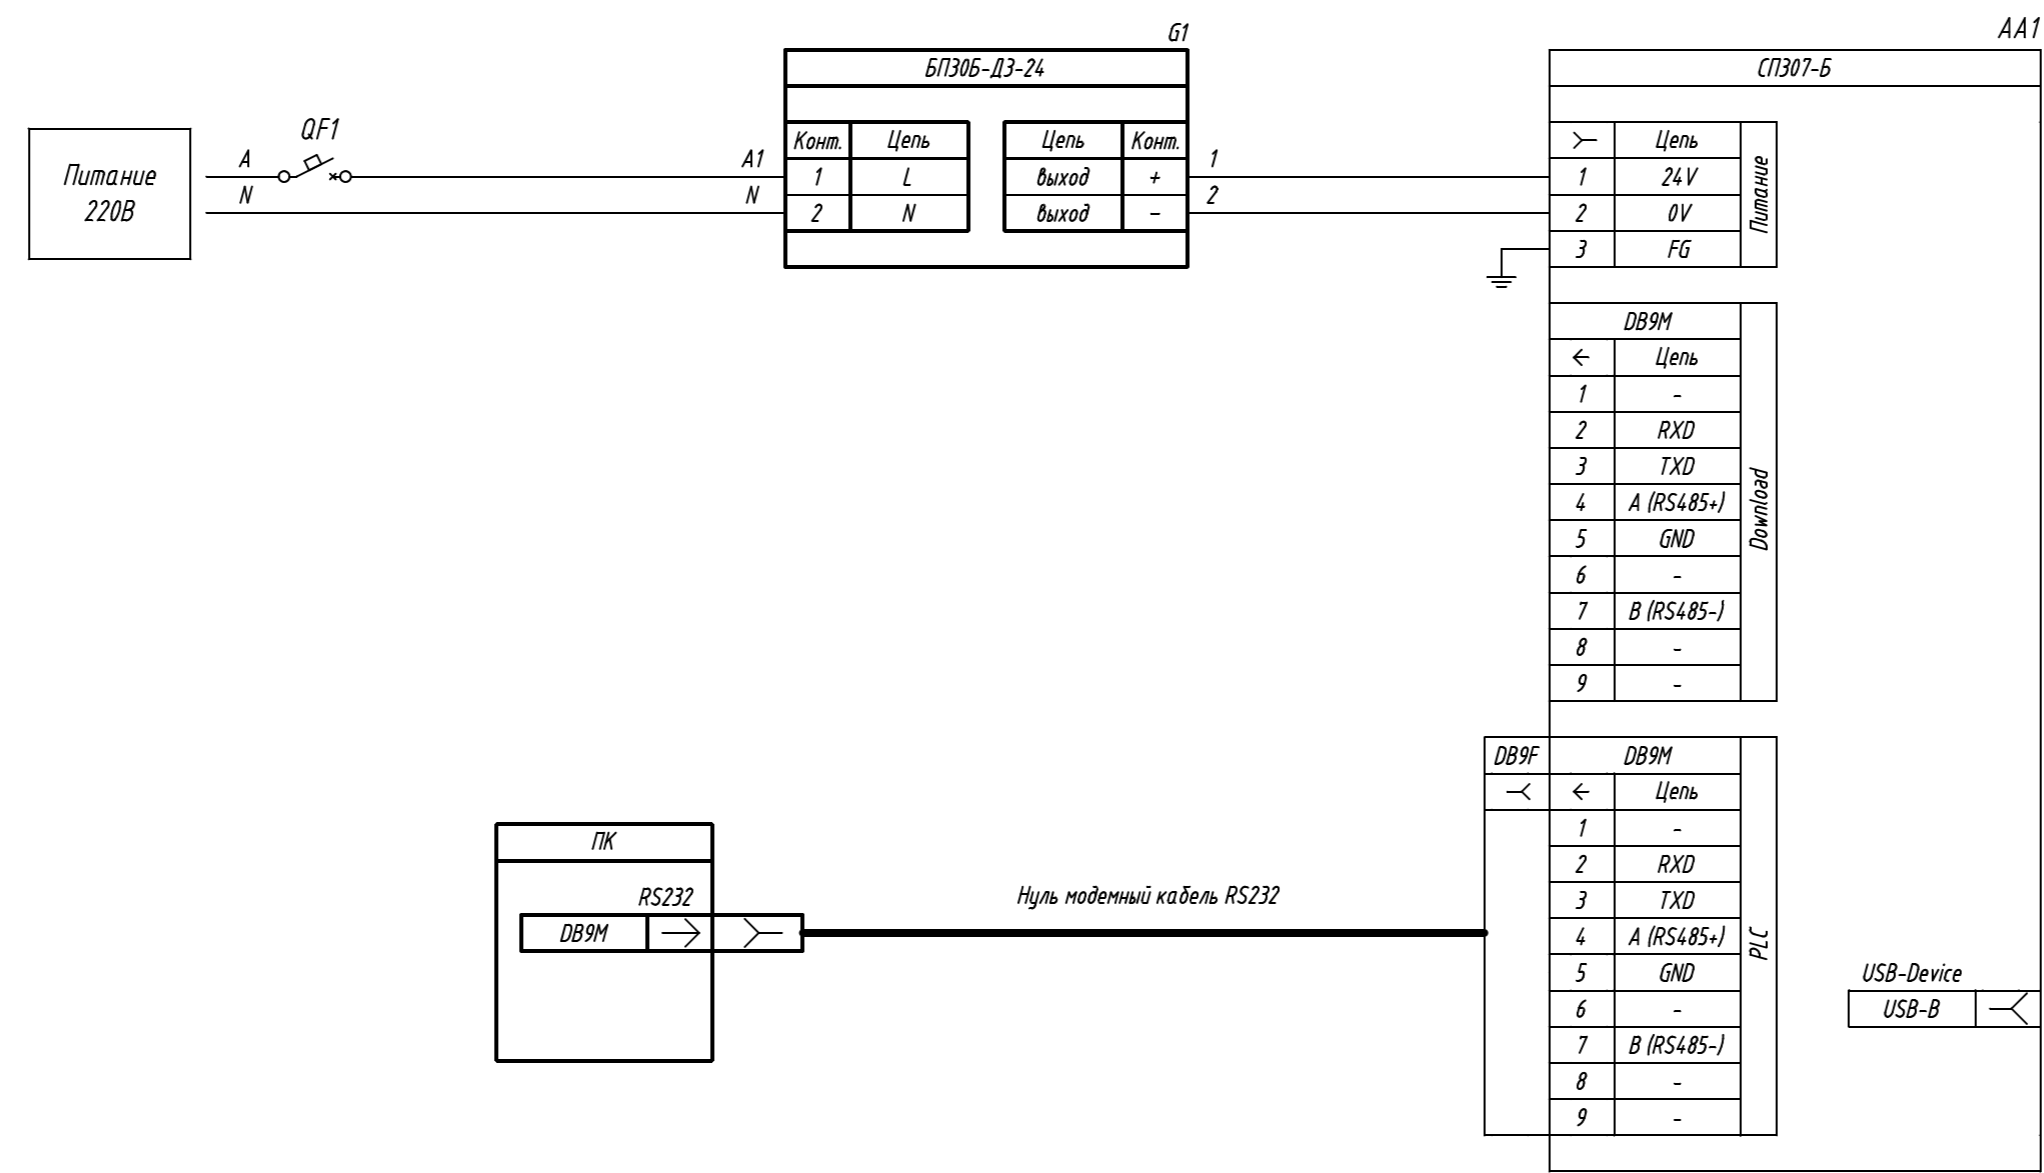 G1
AA1
БП30Б-Д3-24
СП307-Б
Питание
220В
QF1
A
N
A1
N
Конт. Цепь
1 L
2 N
Цепь Конт.
выход +
выход -
1
2
Цепь
1 24V
2 0V
3 FG
Питание
DB9M
Цепь
1 -
2 RXD
3 TXD
4 A (RS485+)
5 GND
6 -
7 B (RS485-)
8 -
9 -
Download
DB9F
DB9M
Цепь
1 -
2 RXD
3 TXD
4 A (RS485+)
5 GND
6 -
7 B (RS485-)
8 -
9 -
PLC
ПК
RS232
DB9M
Нуль модемный кабель RS232
USB-Device
USB-B